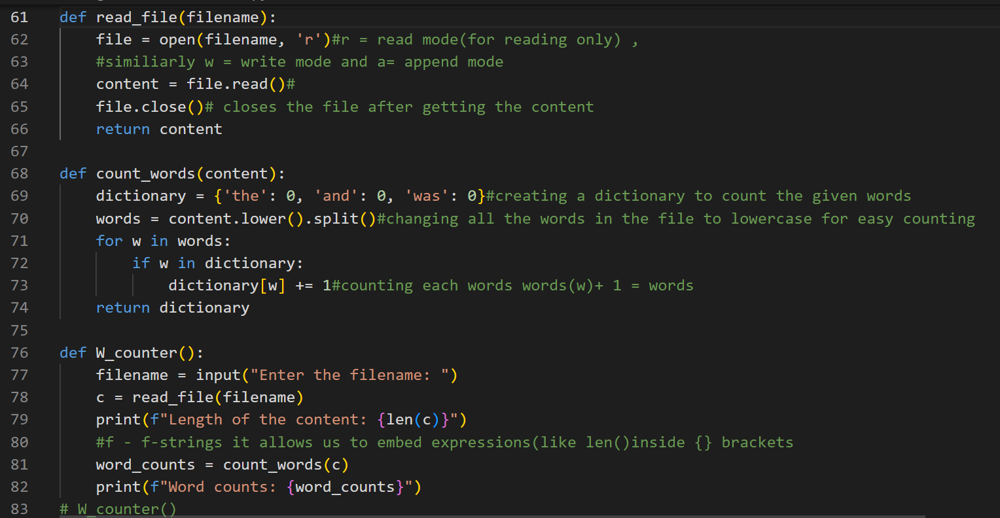 61 def read_file(filename):
62 file = open(filename, 'r')#r = read mode(for reading only) ,
63 #similiarly w = write mode and a= append mode
64 content = file.read()#
65 file.close()# closes the file after getting the content
66 return content
67
68 def count_words(content):
69 dictionary = {'the': 0, 'and': 0, 'was': 0}#creating a dictionary to count the given words
70 words = content.lower().split()#changing all the words in the file to lowercase for easy counting
71 for w in words:
72 if w in dictionary:
73 dictionary[w] += 1#counting each words words(w)+ 1 = words
74 return dictionary
75
76 def W_counter():
77 filename = input("Enter the filename: ")
78 c = read_file(filename)
79 print(f"Length of the content: {len(c)}")
80 #f - f-strings it allows us to embed expressions(like len()inside {} brackets
81 word_counts = count_words(c)
82 print(f"Word counts: {word_counts}")
83 # W_counter()